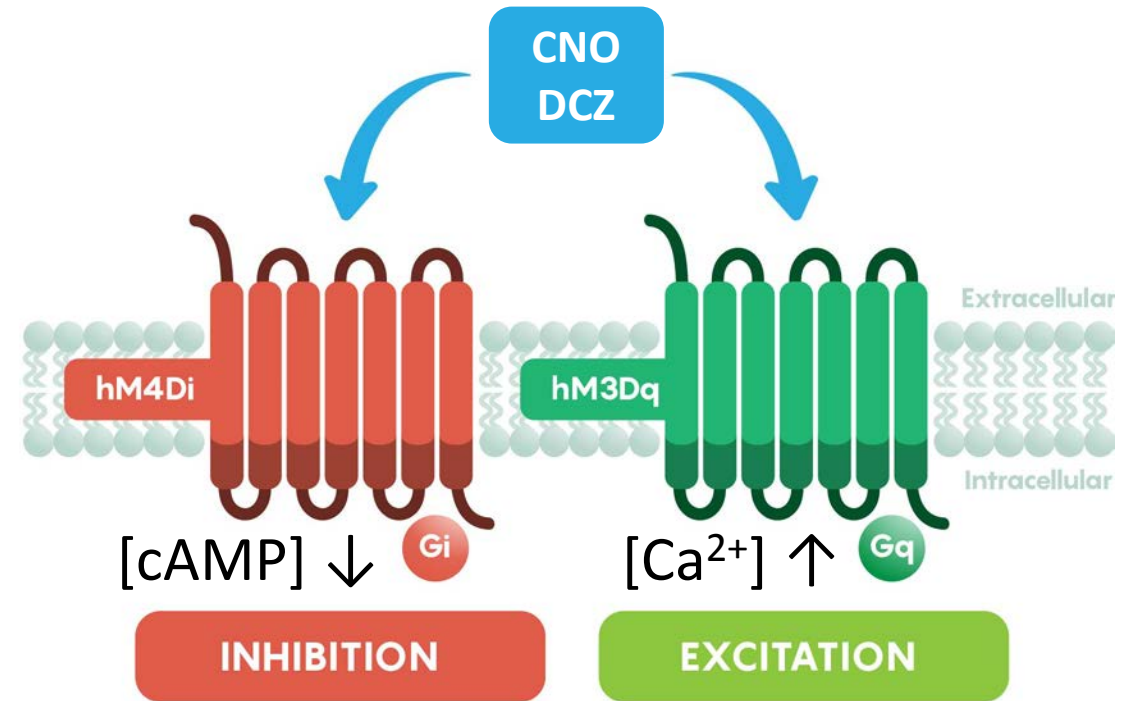 CNO
DCZ
Extracellular
hM4Di
hM3Dq
Intracellular
[cAMP] ↓
Gi
[Ca²⁺] ↑
Gq
INHIBITION
EXCITATION